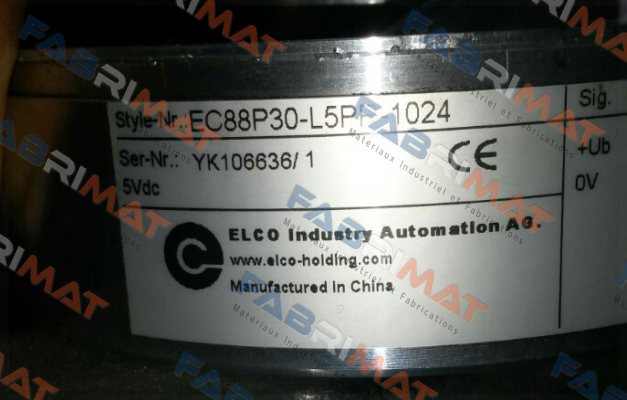 Style-Nr.: EC88P30-L5P 1024
Sig.
Ser-Nr.: YK106636/ 1
CE
+Ub
5Vdc
0V
ELCO Industry Automation AG.
www.elco-holding.com
Manufactured in China
FABRIMAT
Materiaux Industriel et Fabrications